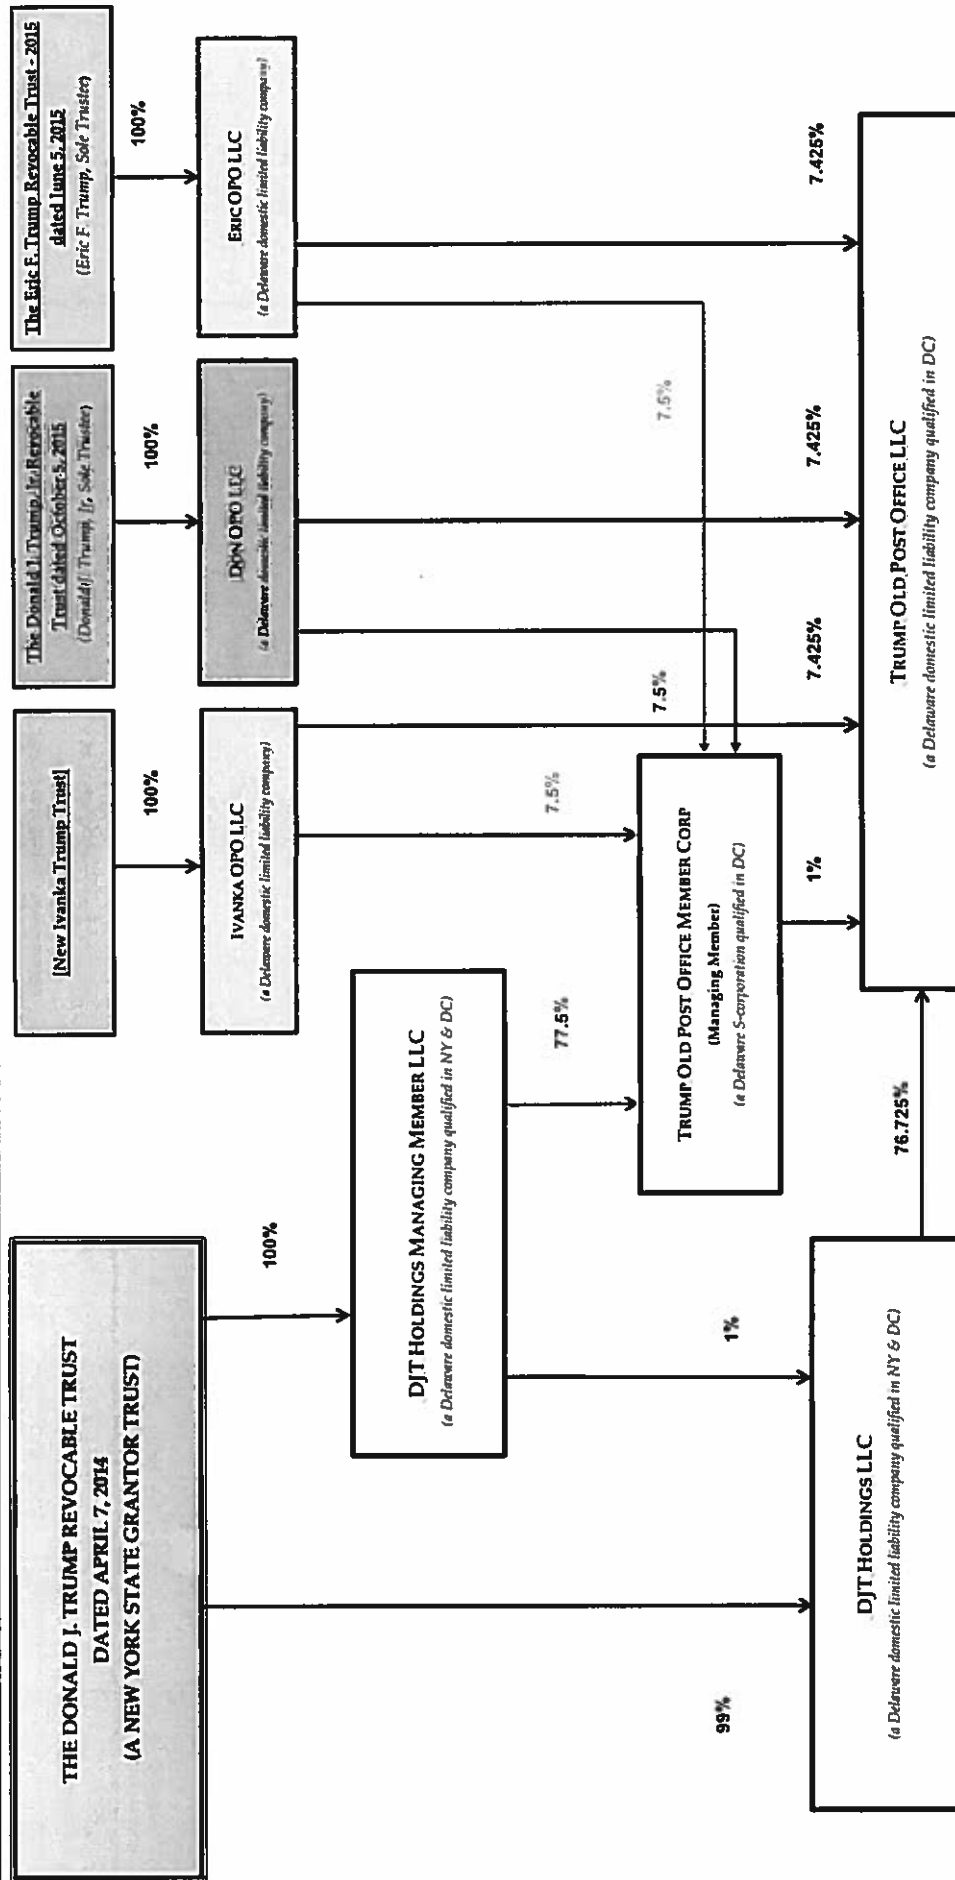 THE DONALD J. TRUMP REVOCABLE TRUST
DATED APRIL 7, 2014
(A NEW YORK STATE GRANTOR TRUST)
[New Ivanka Trump Trust]
The Donald J. Trump, Jr. Revocable
Trust dated October 5, 2015
(Donald J. Trump, Jr, Sole Trustee)
The Eric F. Trump Revocable Trust - 2015
dated June 5, 2015
(Eric F. Trump, Sole Trustee)
100%
100%
100%
100%
IVANKA OPO LLC
(a Delaware domestic limited liability company)
DON OPO LLC
(a Delaware domestic limited liability company)
ERIC OPO LLC
(a Delaware domestic limited liability company)
DJT HOLDINGS MANAGING MEMBER LLC
(a Delaware domestic limited liability company qualified in NY & DC)
77.5%
7.5%
7.5%
7.5%
TRUMP OLD POST OFFICE MEMBER CORP
(Managing Member)
(a Delaware S-corporation qualified in DC)
99%
1%
1%
7.425%
7.425%
7.425%
DJT HOLDINGS LLC
(a Delaware domestic limited liability company qualified in NY & DC)
76.725%
TRUMP OLD POST OFFICE LLC
(a Delaware domestic limited liability company qualified in DC)